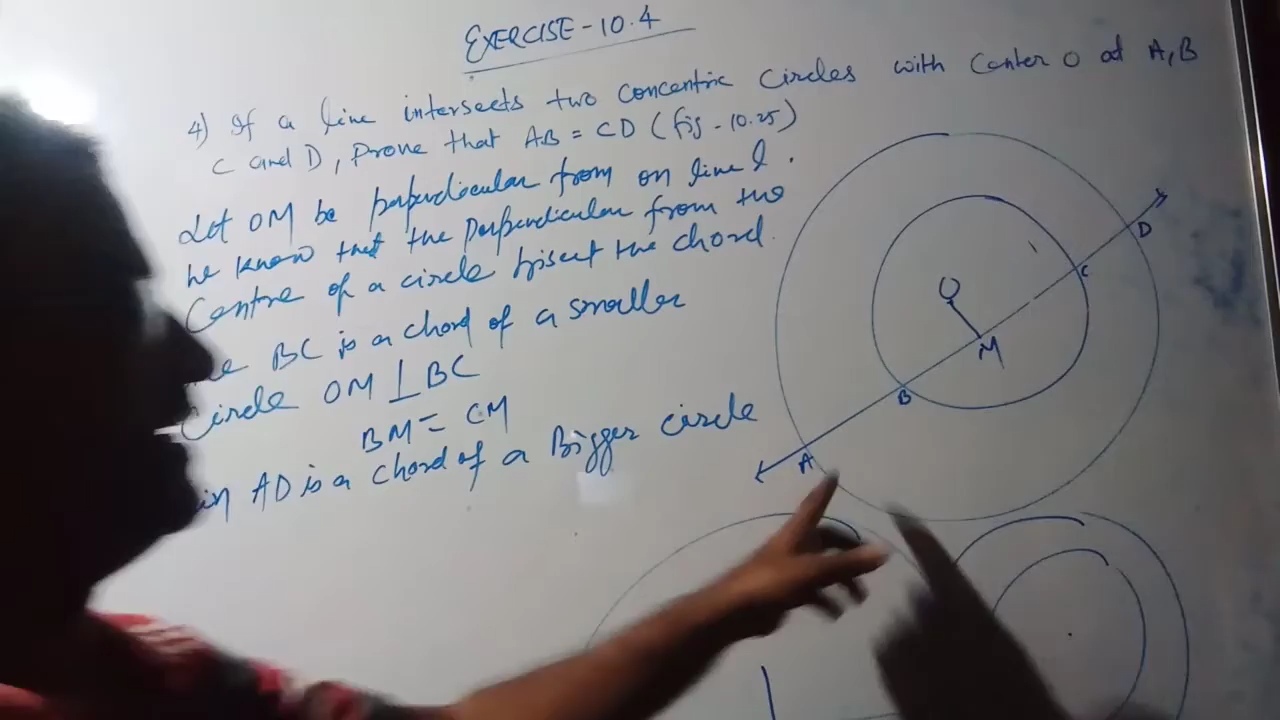 EXERCISE - 10.4
4) If a line intersects two concentric circles with Center O at A, B
C and D, Prove that AB = CD (fig - 10.25)
Let OM be perpendicular from on line l.
we know that the perpendicular from the
Centre of a circle bisect the chord.
BC is a chord of a smaller
Circle OM ⊥ BC
BM = CM
AD is a chord of a Bigger circle
O
M
A
B
C
D